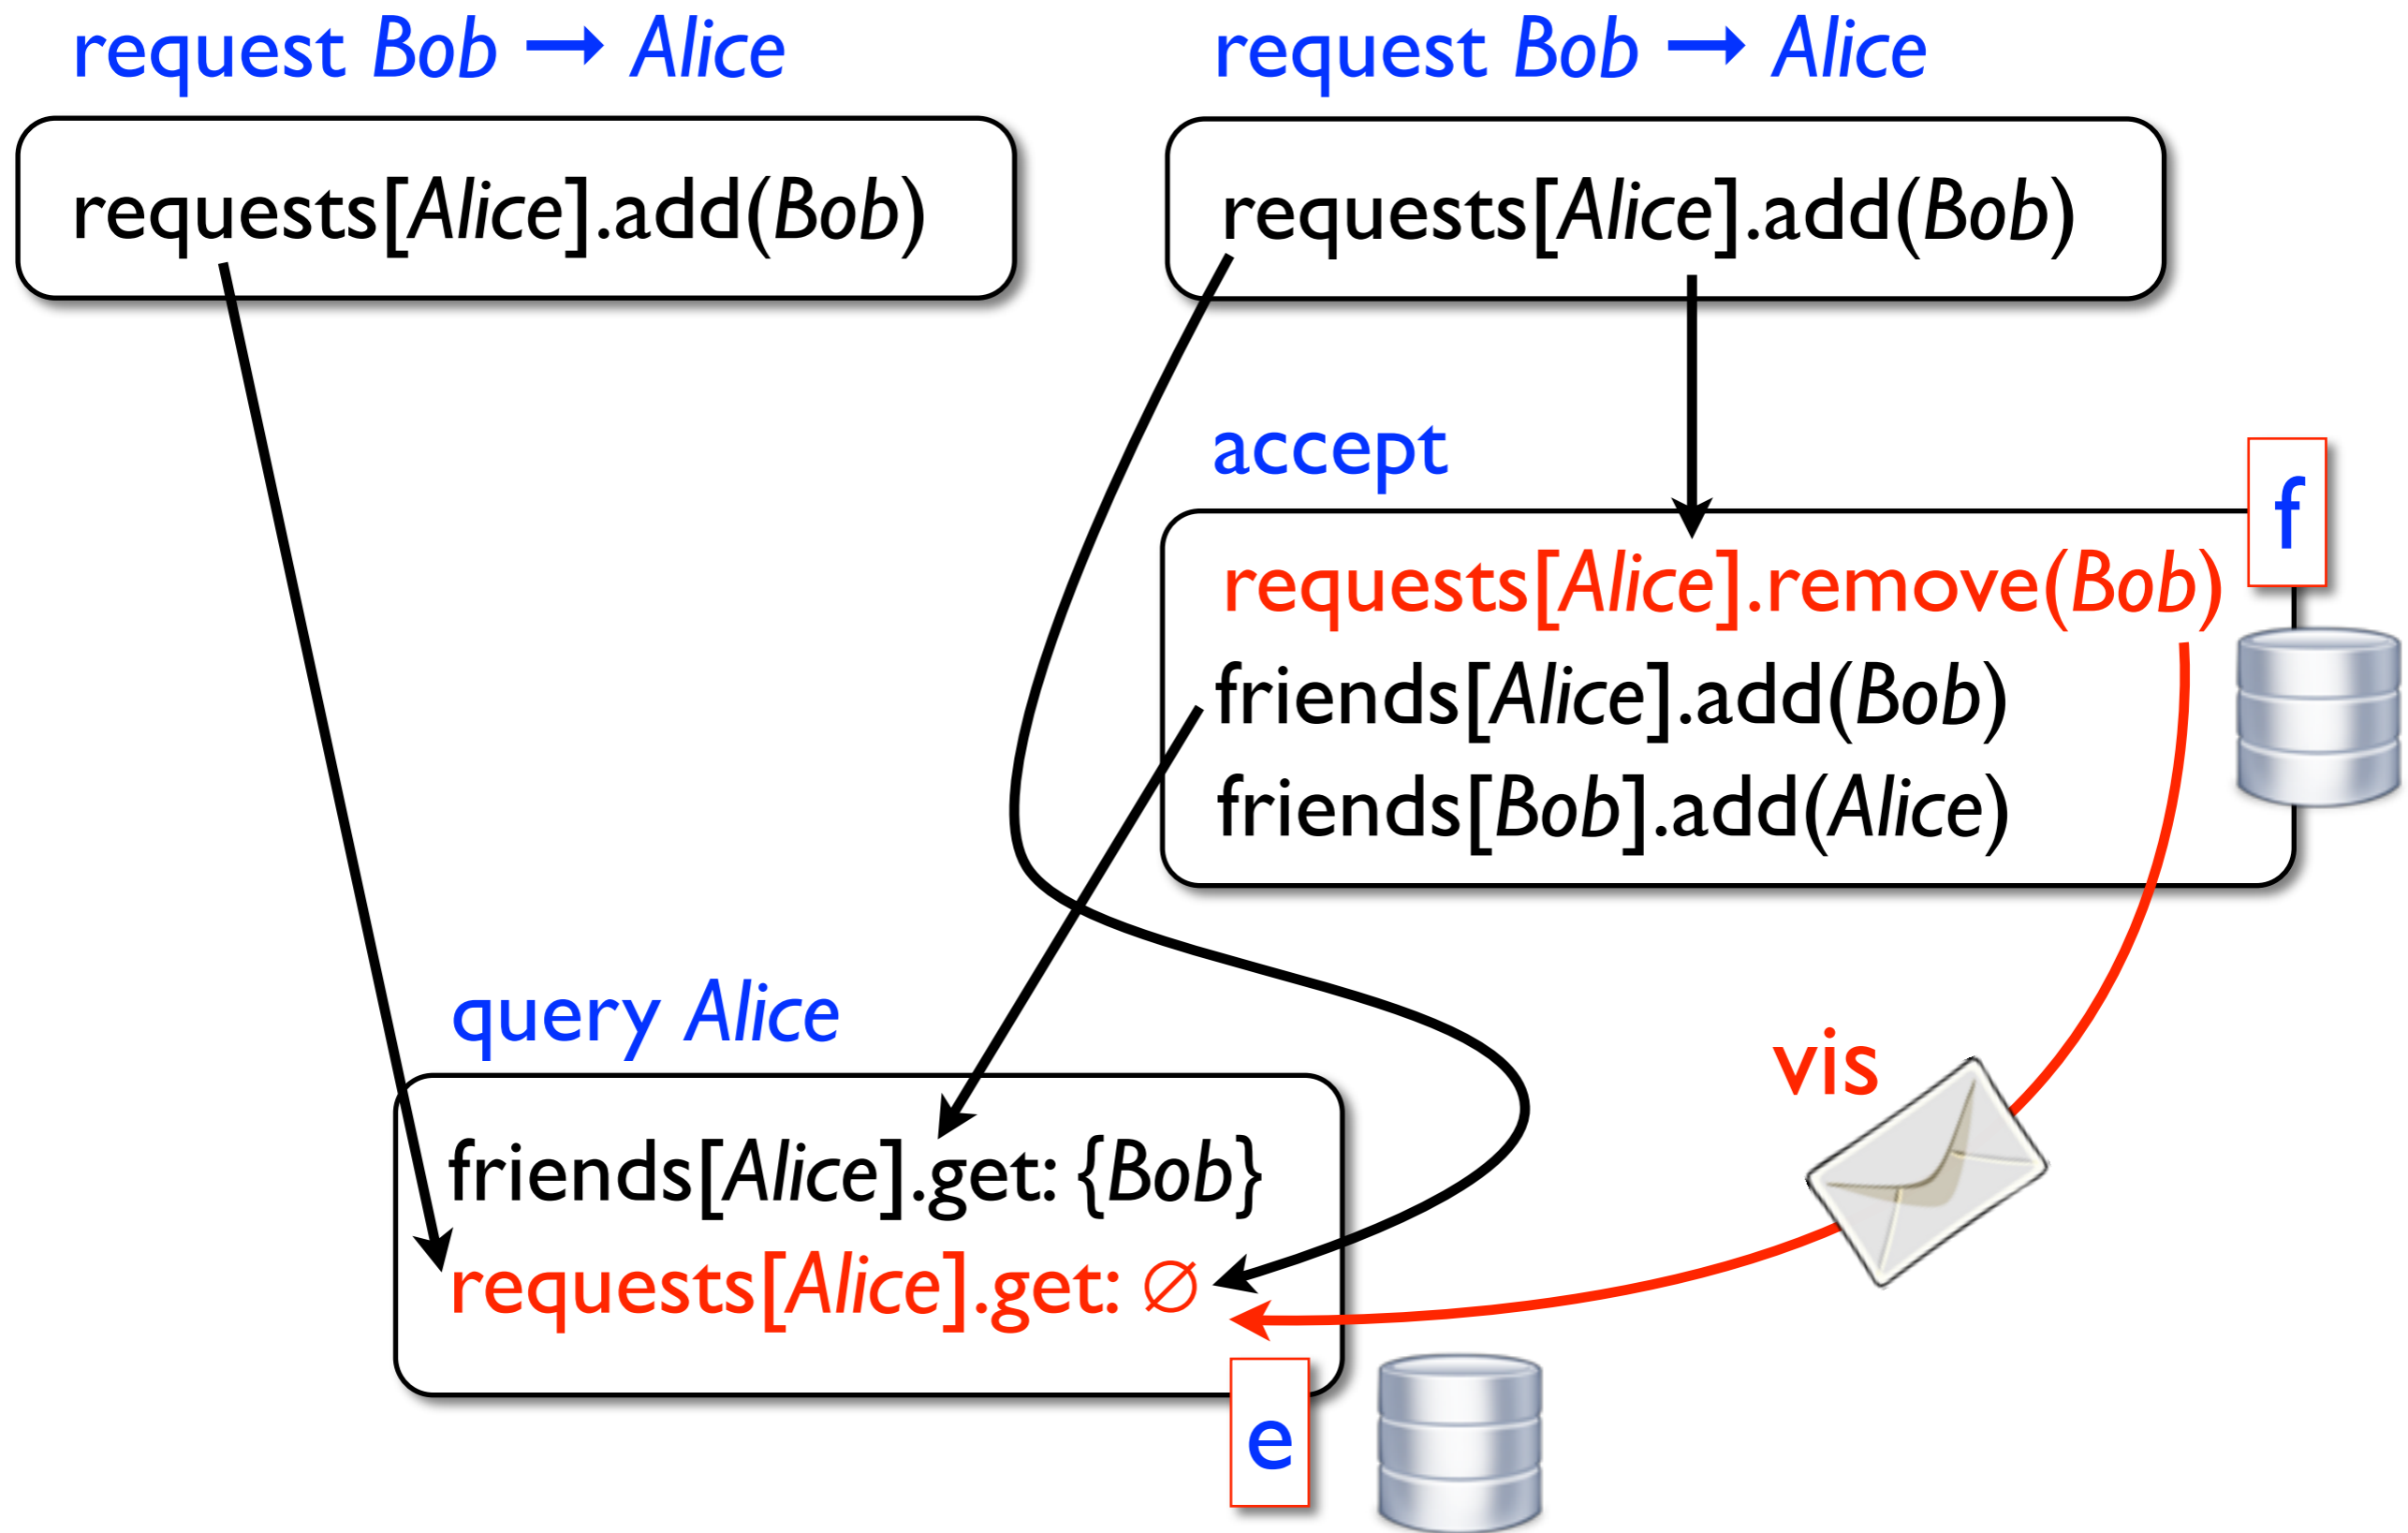 request Bob → Alice
request Bob → Alice
requests[Alice].add(Bob)
requests[Alice].add(Bob)
accept
f
requests[Alice].remove(Bob)
friends[Alice].add(Bob)
friends[Bob].add(Alice)
query Alice
vis
friends[Alice].get: {Bob}
requests[Alice].get: ∅
e